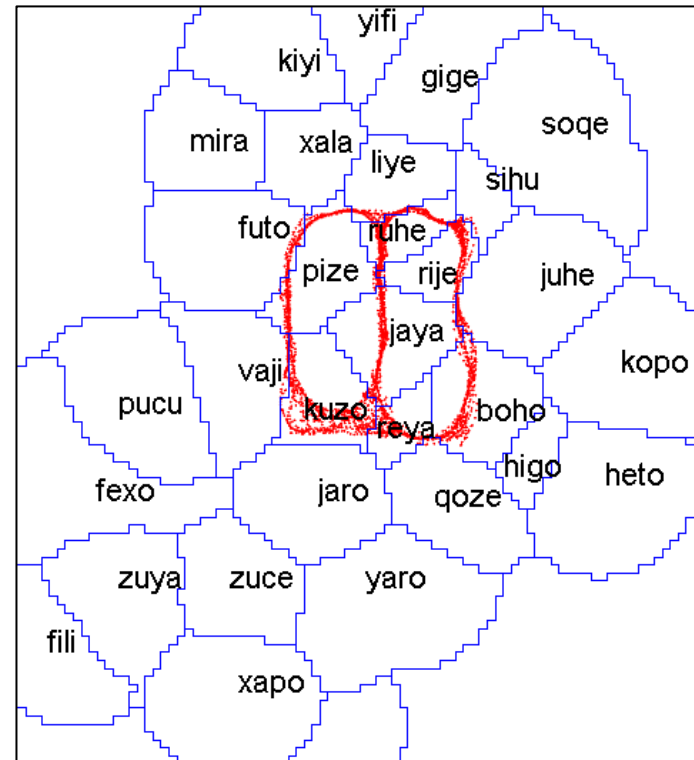 yifi
kiyi
gige
soqe
mira
xala
liye
sihu
futo
ruhe
pize
rije
juhe
jaya
kopo
vaji
pucu
kuzo
boho
reya
higo
heto
fexo
jaro
qoze
zuya
zuce
yaro
fili
xapo